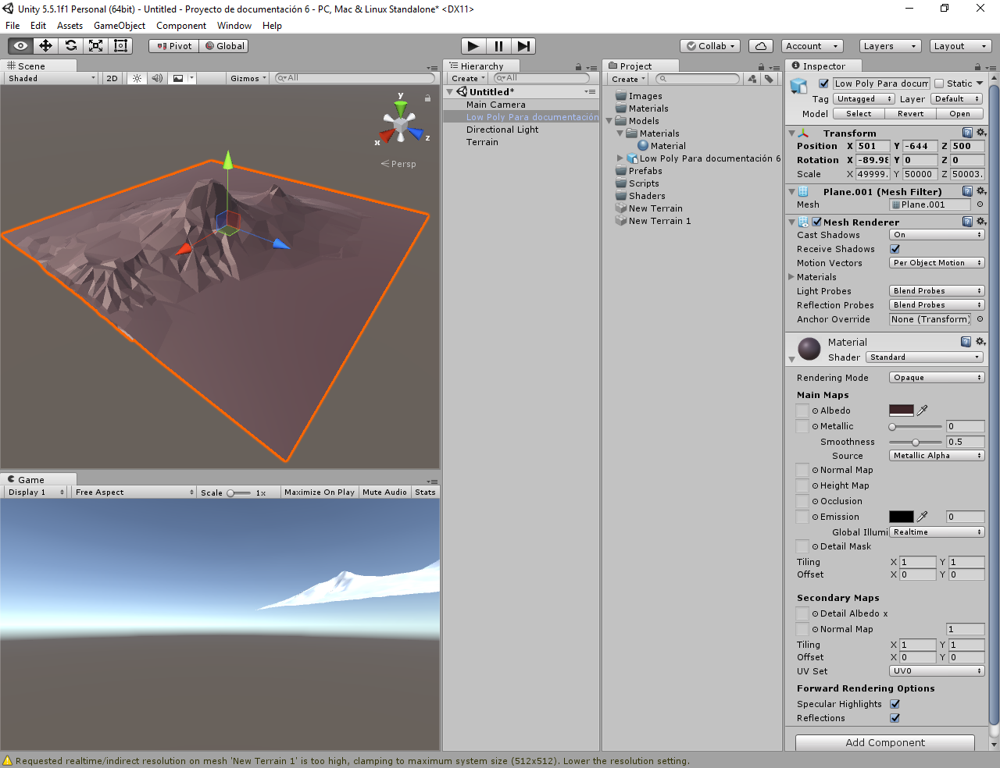 Unity 5.5.1f1 Personal (64bit) - Untitled - Proyecto de documentación 6 - PC, Mac & Linux Standalone* <DX11>
File Edit Assets GameObject Component Window Help
Pivot Global Collab Account Layers Layout
Scene
Shaded 2D Gizmos All
y
x
z
Persp
Game
Display 1 Free Aspect Scale 1x Maximize On Play Mute Audio Stats
Hierarchy
Create All
Untitled*
Main Camera
Low Poly Para documentación
Directional Light
Terrain
Project
Create
Images
Materials
Models
Materials
Material
Low Poly Para documentación 6
Prefabs
Scripts
Shaders
New Terrain
New Terrain 1
Inspector
Low Poly Para docum Static
Tag Untagged Layer Default
Model Select Revert Open
Transform
Position X 501 Y -644 Z 500
Rotation X -89.98 Y 0 Z 0
Scale X 49999. Y 50000 Z 50003.
Plane.001 (Mesh Filter)
Mesh Plane.001
Mesh Renderer
Cast Shadows On
Receive Shadows
Motion Vectors Per Object Motion
Materials
Light Probes Blend Probes
Reflection Probes Blend Probes
Anchor Override None (Transform)
Material
Shader Standard
Rendering Mode Opaque
Main Maps
Albedo
Metallic 0
Smoothness 0.5
Source Metallic Alpha
Normal Map
Height Map
Occlusion
Emission 0
Global Illumi Realtime
Detail Mask
Tiling X 1 Y 1
Offset X 0 Y 0
Secondary Maps
Detail Albedo x
Normal Map 1
Tiling X 1 Y 1
Offset X 0 Y 0
UV Set UV0
Forward Rendering Options
Specular Highlights
Reflections
Add Component
Requested realtime/indirect resolution on mesh 'New Terrain 1' is too high, clamping to maximum system size (512x512). Lower the resolution setting.